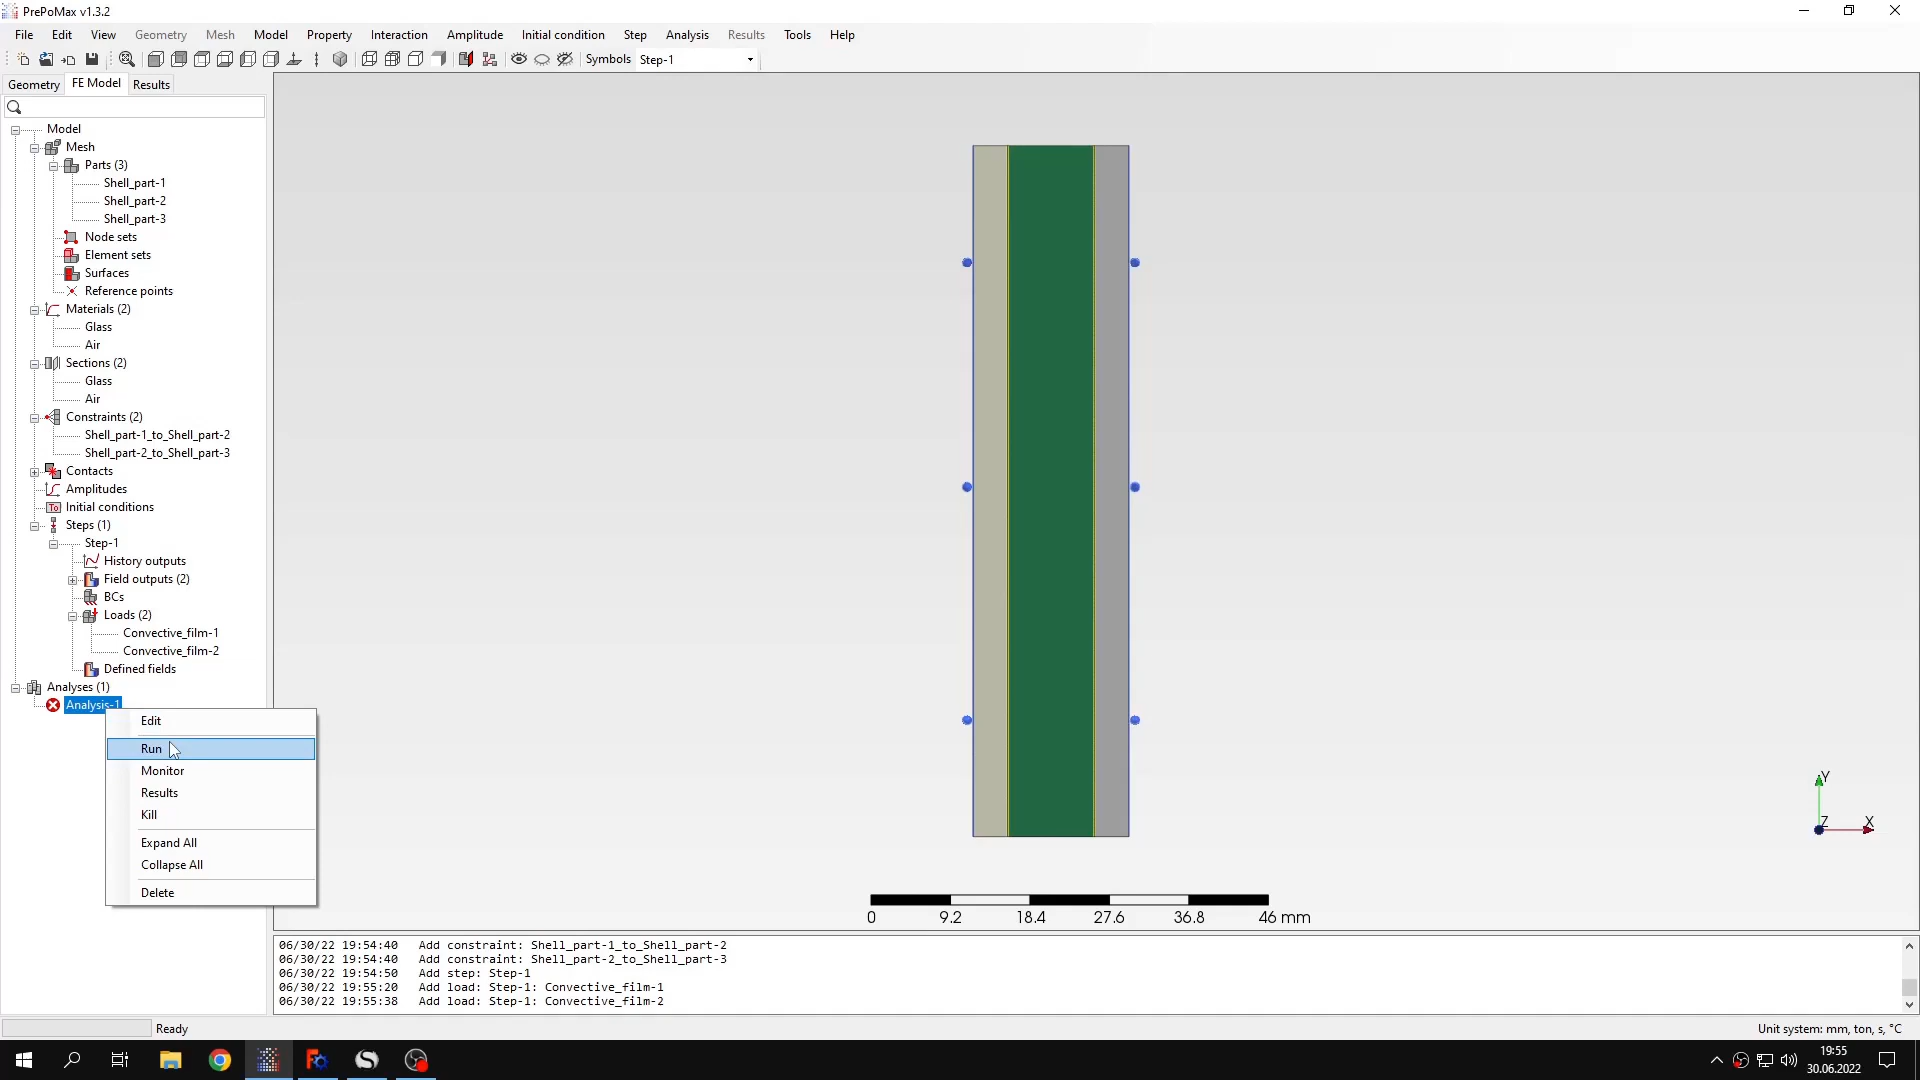 PrePoMax v1.3.2
File Edit View Geometry Mesh Model Property Interaction Amplitude Initial condition Step Analysis Results Tools Help
Symbols Step-1
Geometry FE Model Results
Model
Mesh
Parts (3)
Shell_part-1
Shell_part-2
Shell_part-3
Node sets
Element sets
Surfaces
Reference points
Materials (2)
Glass
Air
Sections (2)
Glass
Air
Constraints (2)
Shell_part-1_to_Shell_part-2
Shell_part-2_to_Shell_part-3
Contacts
Amplitudes
Initial conditions
Steps (1)
Step-1
History outputs
Field outputs (2)
BCs
Loads (2)
Convective_film-1
Convective_film-2
Defined fields
Analyses (1)
Analysis-1
Edit
Run
Monitor
Results
Kill
Expand All
Collapse All
Delete
Y
Z X
0 9.2 18.4 27.6 36.8 46 mm
06/30/22 19:54:40 Add constraint: Shell_part-1_to_Shell_part-2
06/30/22 19:54:40 Add constraint: Shell_part-2_to_Shell_part-3
06/30/22 19:54:50 Add step: Step-1
06/30/22 19:55:20 Add load: Step-1: Convective_film-1
06/30/22 19:55:38 Add load: Step-1: Convective_film-2
Ready
Unit system: mm, ton, s, °C
19:55
30.06.2022